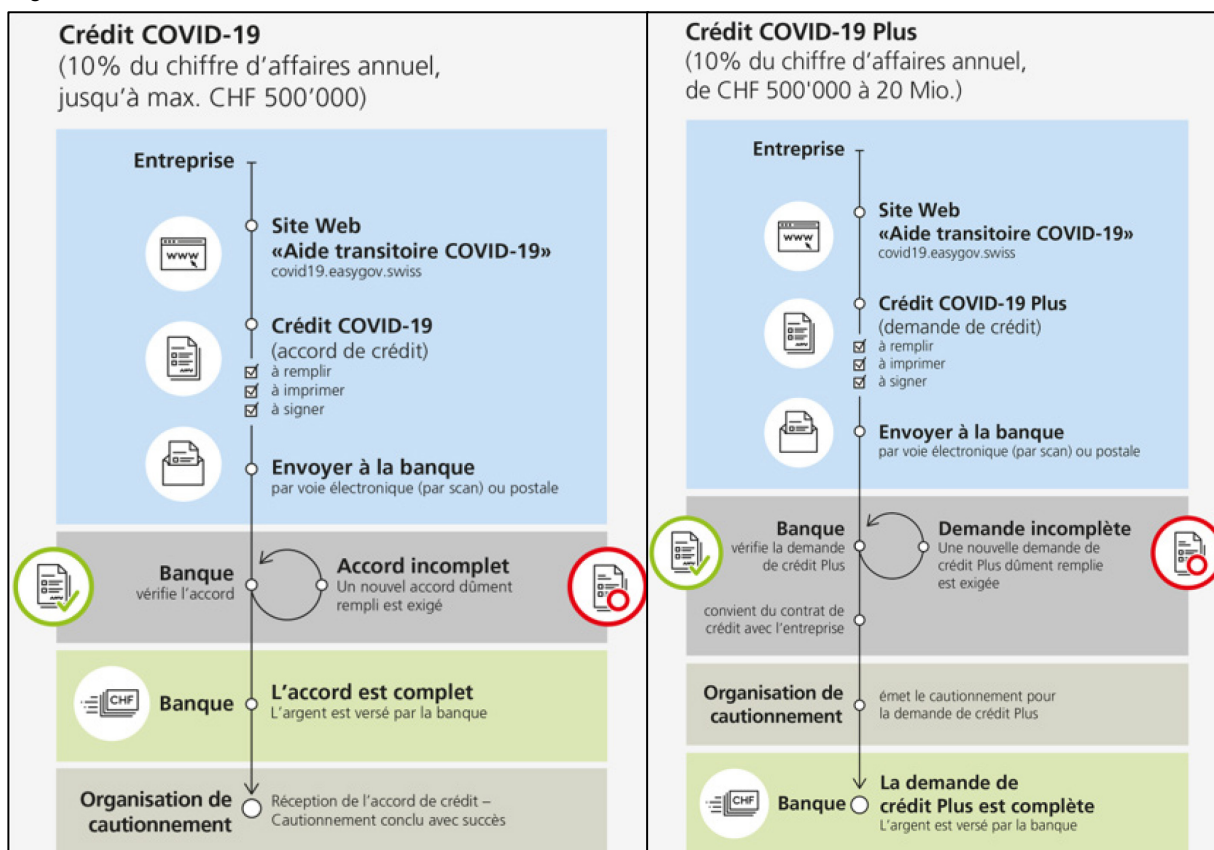 Crédit COVID-19
(10% du chiffre d'affaires annuel,
jusqu'à max. CHF 500'000)
Entreprise
www
Site Web
«Aide transitoire COVID-19»
covid19.easygov.swiss
Crédit COVID-19
(accord de crédit)
à remplir
à imprimer
à signer
Envoyer à la banque
par voie électronique (par scan) ou postale
Banque
vérifie l'accord
Accord incomplet
Un nouvel accord dûment
rempli est exigé
CHF
Banque
L'accord est complet
L'argent est versé par la banque
Organisation de
cautionnement
Réception de l'accord de crédit –
Cautionnement conclu avec succès
Crédit COVID-19 Plus
(10% du chiffre d'affaires annuel,
de CHF 500'000 à 20 Mio.)
Entreprise
www
Site Web
«Aide transitoire COVID-19»
covid19.easygov.swiss
Crédit COVID-19 Plus
(demande de crédit)
à remplir
à imprimer
à signer
Envoyer à la banque
par voie électronique (par scan) ou postale
Banque
vérifie la demande
de crédit Plus
Demande incomplète
Une nouvelle demande de
crédit Plus dûment remplie
est exigée
convient du contrat de
crédit avec l'entreprise
Organisation de
cautionnement
émet le cautionnement pour
la demande de crédit Plus
CHF
Banque
La demande de
crédit Plus est complète
L'argent est versé par la banque